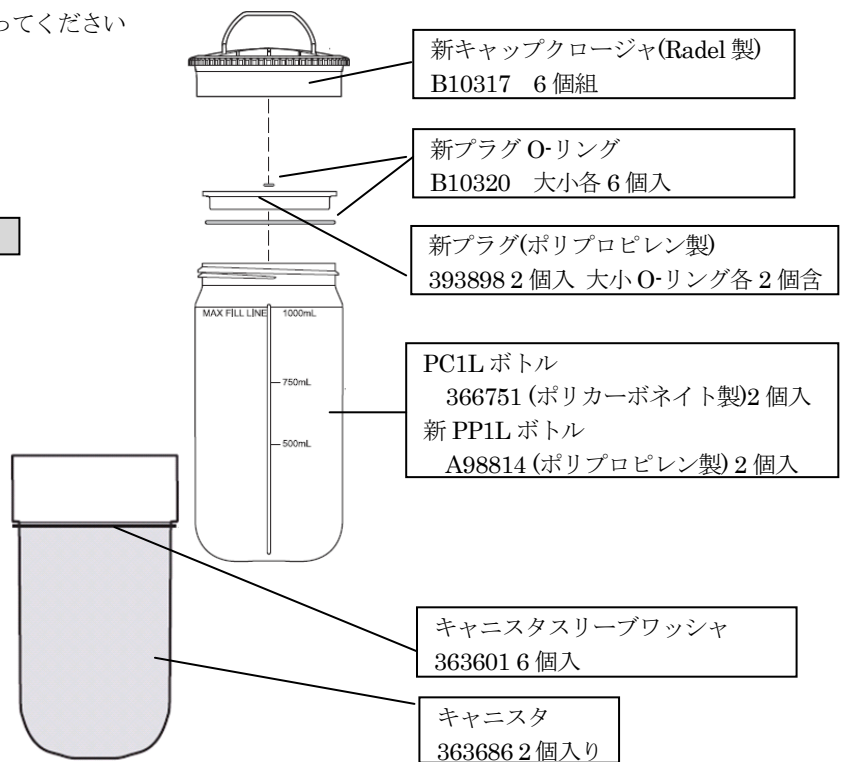 ってください
新キャップクロージャ(Radel 製)
B10317 6 個組
新プラグ O-リング
B10320 大小各 6 個入
新プラグ(ポリプロピレン製)
393898 2 個入 大小 O-リング各 2 個含
MAX FILL LINE 1000mL
750mL
500mL
PC1L ボトル
366751 (ポリカーボネイト製)2 個入
新 PP1L ボトル
A98814 (ポリプロピレン製) 2 個入
キャニスタスリーブワッシャ
363601 6 個入
キャニスタ
363686 2 個入り